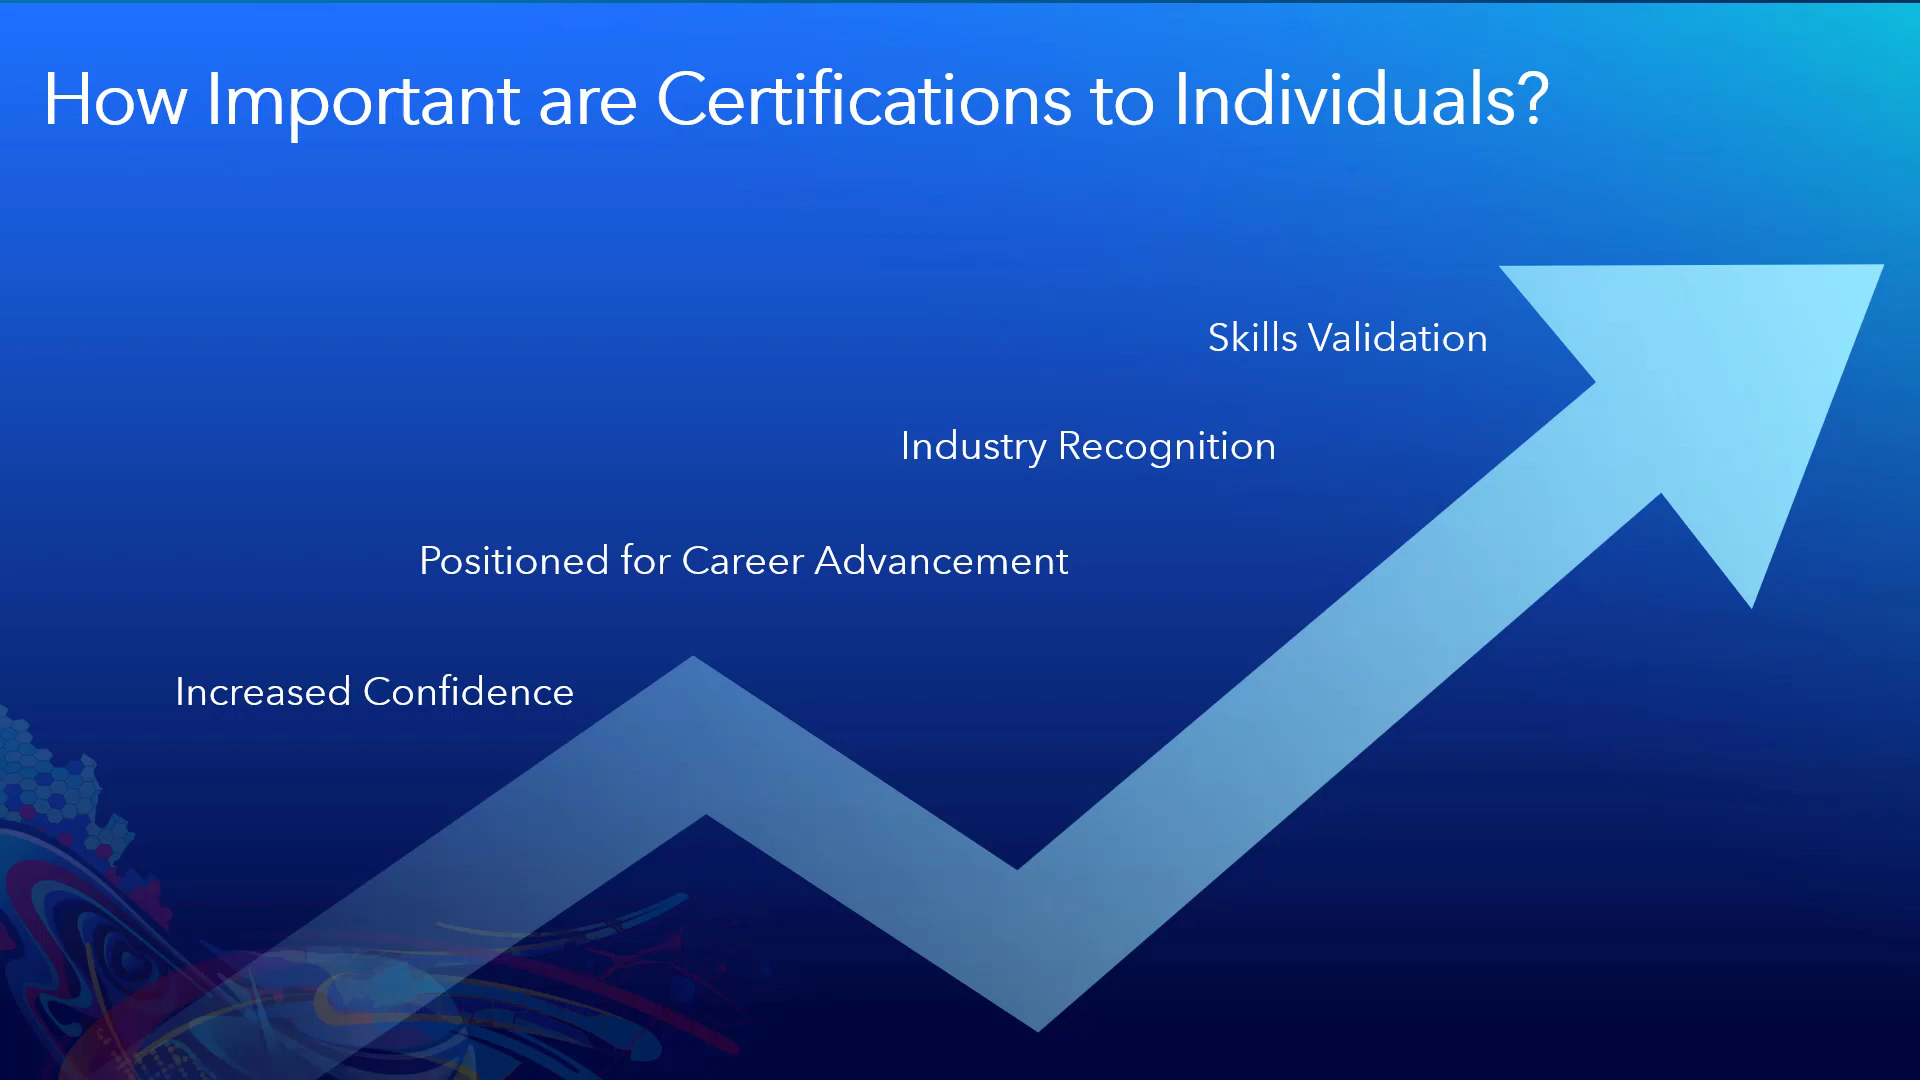 How Important are Certifications to Individuals?
Skills Validation
Industry Recognition
Positioned for Career Advancement
Increased Confidence